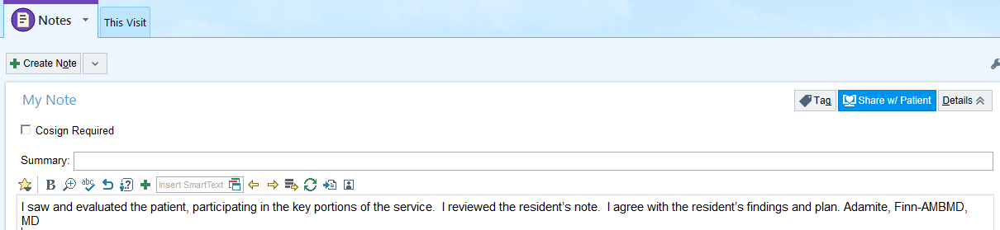 Notes This Visit
Create Note
My Note Tag Share w/ Patient Details
Cosign Required
Summary:
B abc Insert SmartText
I saw and evaluated the patient, participating in the key portions of the service.  I reviewed the resident's note.  I agree with the resident's findings and plan. Adamite, Finn-AMBMD,
MD